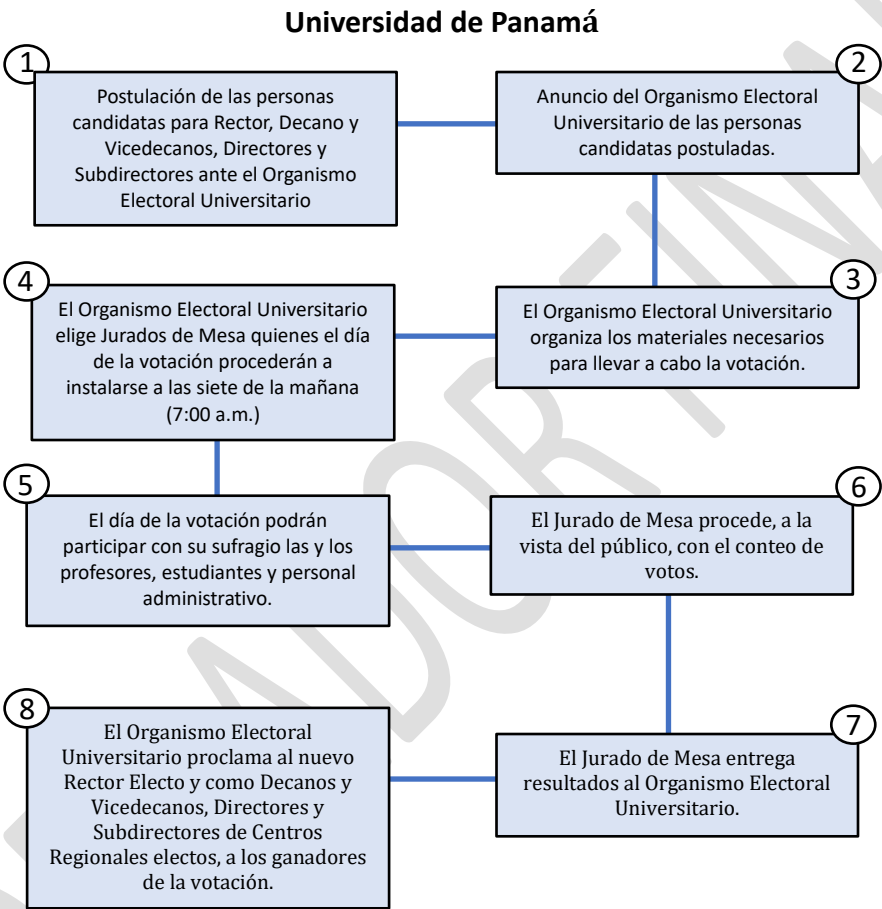 Universidad de Panamá
1
Postulación de las personas
candidatas para Rector, Decano y
Vicedecanos, Directores y
Subdirectores ante el Organismo
Electoral Universitario
2
Anuncio del Organismo Electoral
Universitario de las personas
candidatas postuladas.
3
El Organismo Electoral Universitario
organiza los materiales necesarios
para llevar a cabo la votación.
4
El Organismo Electoral Universitario
elige Jurados de Mesa quienes el día
de la votación procederán a
instalarse a las siete de la mañana
(7:00 a.m.)
5
El día de la votación podrán
participar con su sufragio las y los
profesores, estudiantes y personal
administrativo.
6
El Jurado de Mesa procede, a la
vista del público, con el conteo de
votos.
7
El Jurado de Mesa entrega
resultados al Organismo Electoral
Universitario.
8
El Organismo Electoral
Universitario proclama al nuevo
Rector Electo y como Decanos y
Vicedecanos, Directores y
Subdirectores de Centros
Regionales electos, a los ganadores
de la votación.